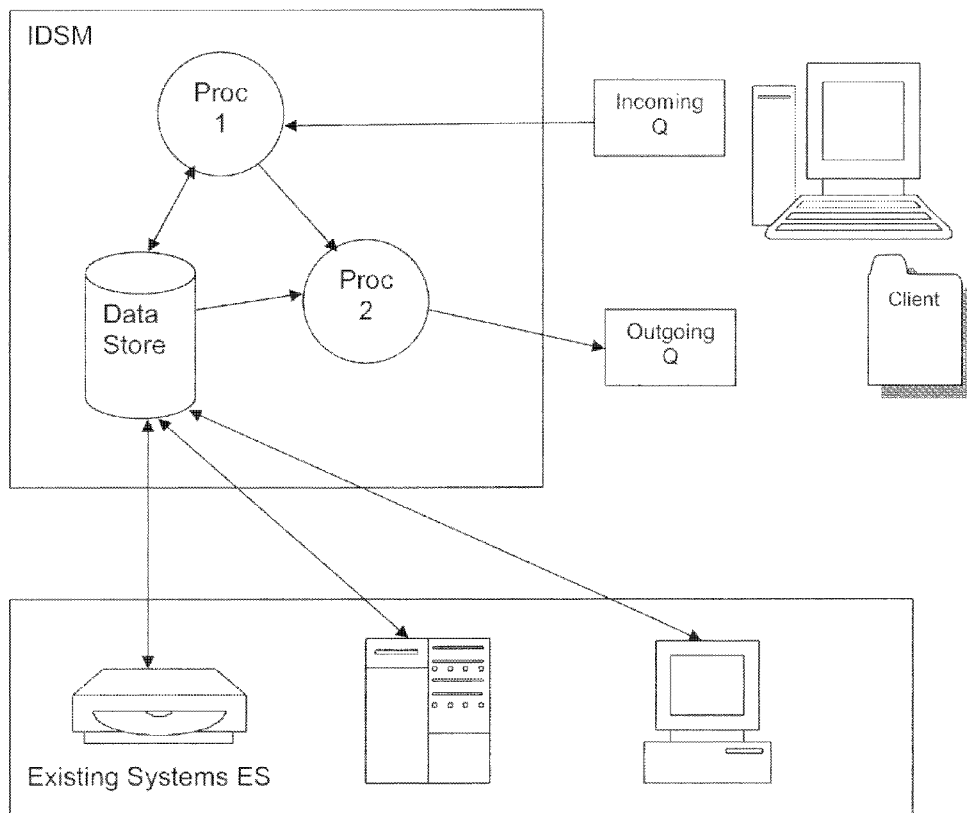 IDSM
Proc
1
Incoming
Q
Data
Store
Proc
2
Outgoing
Q
Client
Existing Systems ES